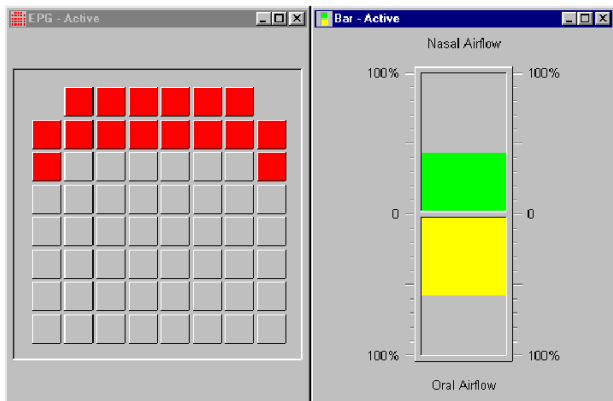 EPG - Active
Bar - Active
Nasal Airflow
100% 100%
0 0
100% 100%
Oral Airflow